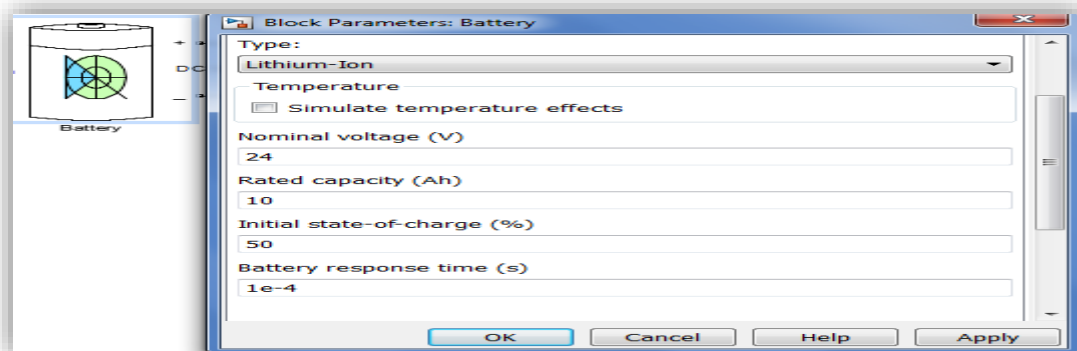 Block Parameters: Battery
Type:
Lithium-Ion
Temperature
Simulate temperature effects
Nominal voltage (V)
24
Rated capacity (Ah)
10
Initial state-of-charge (%)
50
Battery response time (s)
1e-4
OK Cancel Help Apply
+
DC
–
Battery